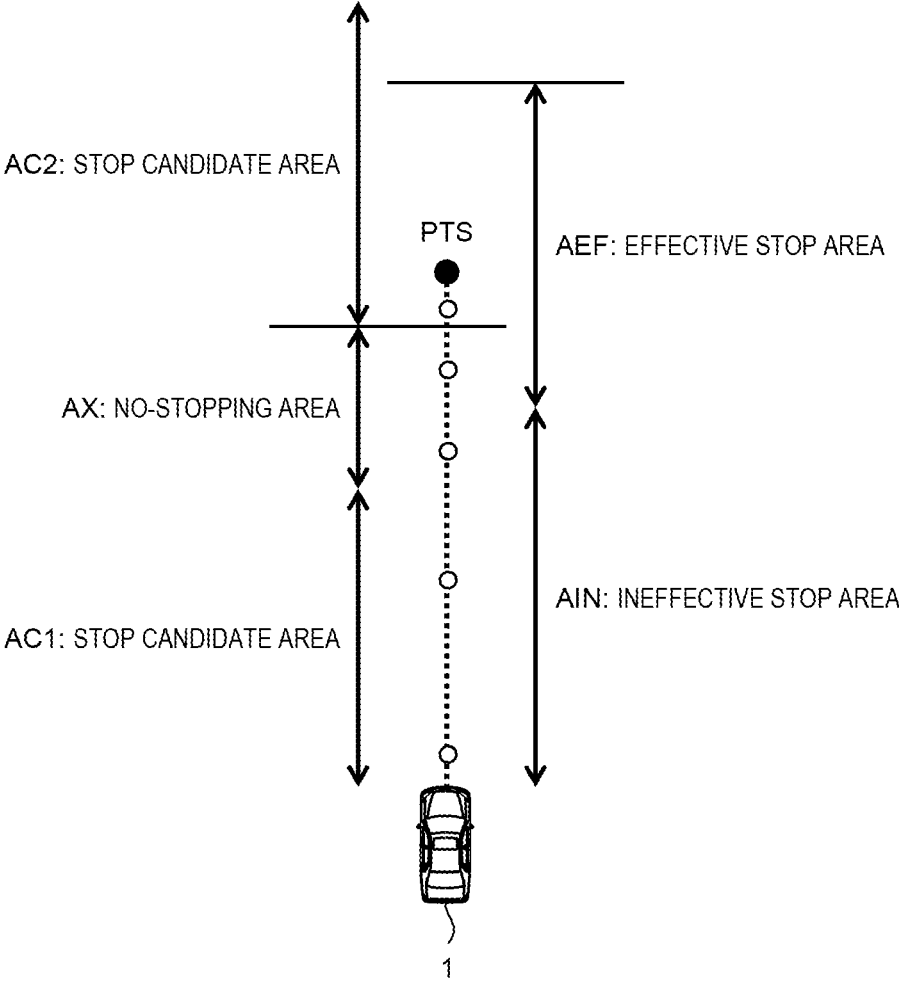 AC2: STOP CANDIDATE AREA
PTS
AEF: EFFECTIVE STOP AREA
AX: NO-STOPPING AREA
AIN: INEFFECTIVE STOP AREA
AC1: STOP CANDIDATE AREA
1